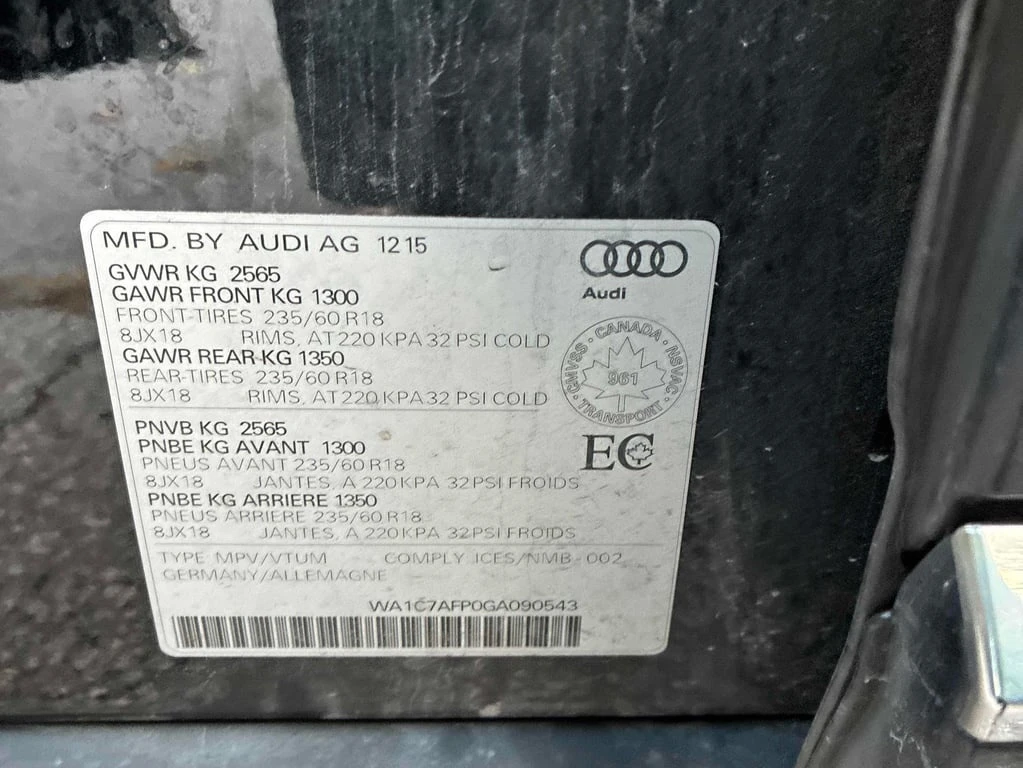 MFD. BY AUDI AG 12 15
GVWR KG 2565
GAWR FRONT KG 1300
FRONT-TIRES 235/60 R18
8JX18 RIMS, AT 220 KPA 32 PSI COLD
GAWR REAR KG 1350
REAR-TIRES 235/60 R18
8JX18 RIMS, AT 220 KPA 32 PSI COLD
PNVB KG 2565
PNBE KG AVANT 1300
PNEUS AVANT 235/60 R18
8JX18 JANTES, A 220 KPA 32 PSI FROIDS
PNBE KG ARRIERE 1350
PNEUS ARRIERE 235/60 R18
8JX18 JANTES, A 220 KPA 32 PSI FROIDS
TYPE MPV/VTUM COMPLY ICES/NMB - 002
GERMANY/ALLEMAGNE
WA1C7AFP0GA090543
Audi
CMVSS · CANADA · NSVAC · TRANSPORT
961
EC